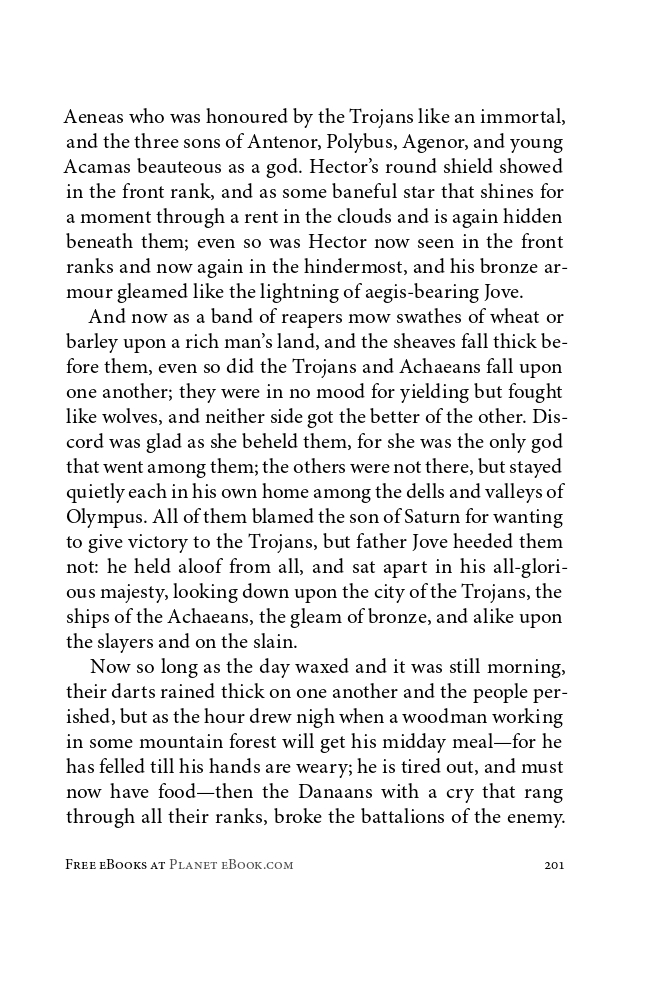 Aeneas who was honoured by the Trojans like an immortal,
and the three sons of Antenor, Polybus, Agenor, and young
Acamas beauteous as a god. Hector’s round shield showed
in the front rank, and as some baneful star that shines for
a moment through a rent in the clouds and is again hidden
beneath them; even so was Hector now seen in the front
ranks and now again in the hindermost, and his bronze ar-
mour gleamed like the lightning of aegis-bearing Jove.
And now as a band of reapers mow swathes of wheat or
barley upon a rich man’s land, and the sheaves fall thick be-
fore them, even so did the Trojans and Achaeans fall upon
one another; they were in no mood for yielding but fought
like wolves, and neither side got the better of the other. Dis-
cord was glad as she beheld them, for she was the only god
that went among them; the others were not there, but stayed
quietly each in his own home among the dells and valleys of
Olympus. All of them blamed the son of Saturn for wanting
to give victory to the Trojans, but father Jove heeded them
not: he held aloof from all, and sat apart in his all-glori-
ous majesty, looking down upon the city of the Trojans, the
ships of the Achaeans, the gleam of bronze, and alike upon
the slayers and on the slain.
Now so long as the day waxed and it was still morning,
their darts rained thick on one another and the people per-
ished, but as the hour drew nigh when a woodman working
in some mountain forest will get his midday meal—for he
has felled till his hands are weary; he is tired out, and must
now have food—then the Danaans with a cry that rang
through all their ranks, broke the battalions of the enemy.
Free eBooks at Planet eBook.com 201